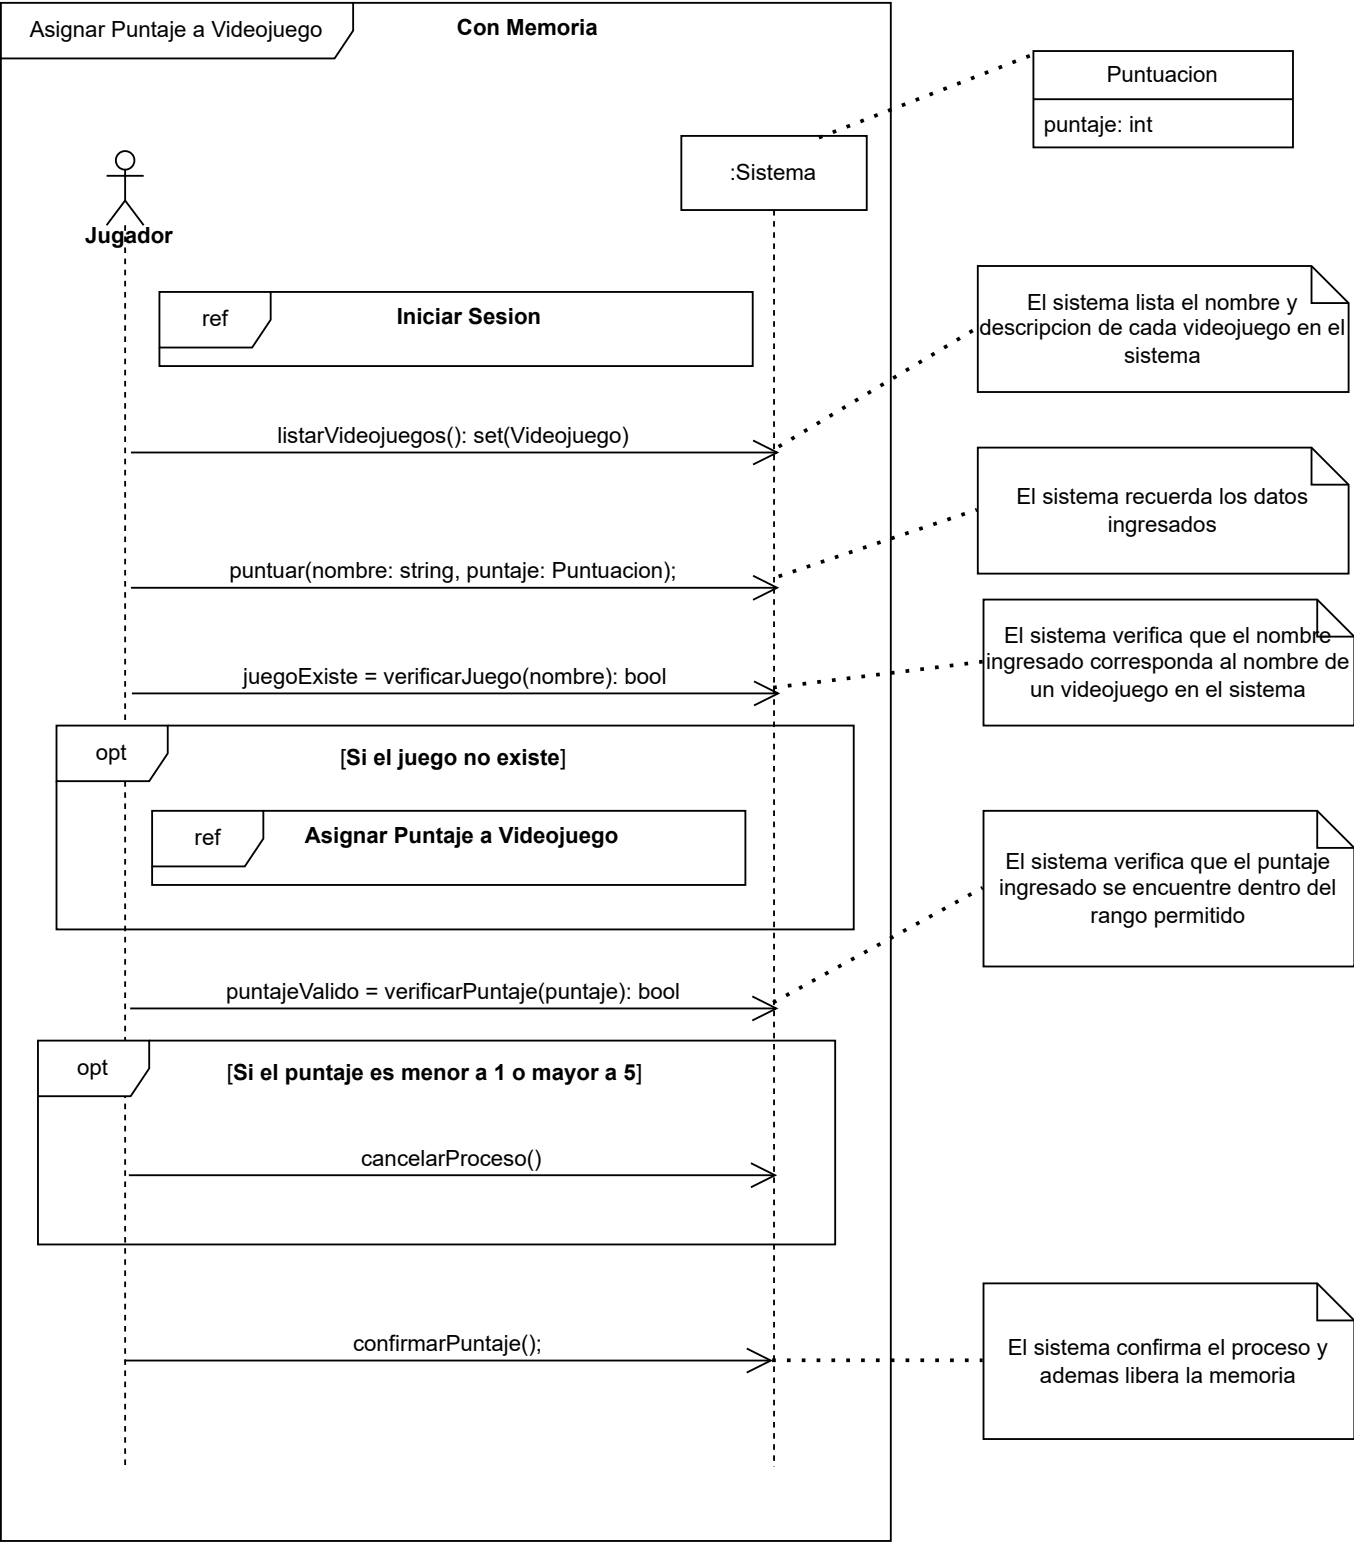 Asignar Puntaje a Videojuego
Con Memoria
Puntuacion
puntaje: int
:Sistema
Jugador
ref
Iniciar Sesion
El sistema lista el nombre y
descripcion de cada videojuego en el
sistema
listarVideojuegos(): set(Videojuego)
El sistema recuerda los datos
ingresados
puntuar(nombre: string, puntaje: Puntuacion);
El sistema verifica que el nombre
ingresado corresponda al nombre de
un videojuego en el sistema
juegoExiste = verificarJuego(nombre): bool
opt
[Si el juego no existe]
ref
Asignar Puntaje a Videojuego
El sistema verifica que el puntaje
ingresado se encuentre dentro del
rango permitido
puntajeValido = verificarPuntaje(puntaje): bool
opt
[Si el puntaje es menor a 1 o mayor a 5]
cancelarProceso()
confirmarPuntaje();
El sistema confirma el proceso y
ademas libera la memoria